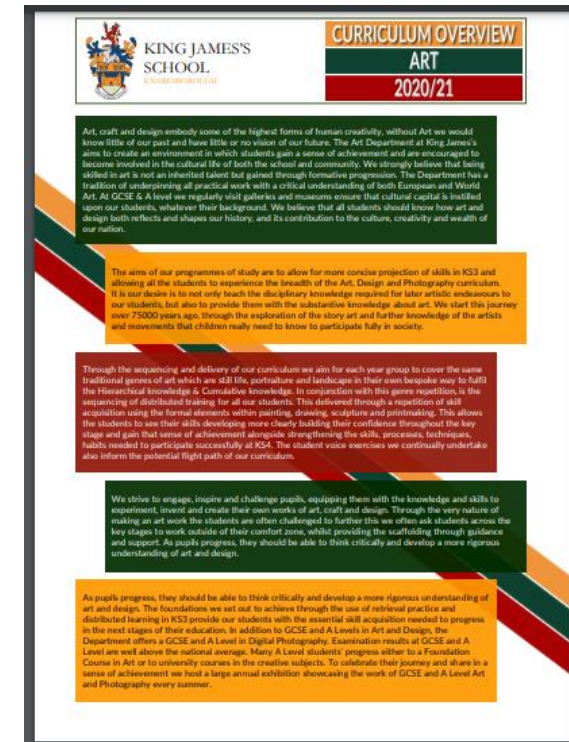 KING JAMES'S
SCHOOL
KNARESBOROUGH
CURRICULUM OVERVIEW
ART
2020/21
Art, craft and design embody some of the highest forms of human creativity, without Art we would
know little of our past and have little or no vision of our future. The Art Department at King James's
aims to create an environment in which students gain a sense of achievement and are encouraged to
become involved in the cultural life of both the school and community. We strongly believe that being
skilled in art is not an inherited talent but gained through formative progression. The Department has a
tradition of underpinning all practical work with a critical understanding of both European and World
Art. At GCSE & A level we regularly visit galleries and museums ensure that cultural capital is instilled
upon our students, whatever their background. We believe that all students should know how art and
design both reflects and shapes our history, and its contribution to the culture, creativity and wealth of
our nation.
The aims of our programmes of study are to allow for more concise projection of skills in KS3 and
allowing all the students to experience the breadth of the Art, Design and Photography curriculum.
It is our desire is to not only teach the disciplinary knowledge required for later artistic endeavours to
our students, but also to provide them with the substantive knowledge about art. We start this journey
over 75000 years ago, through the exploration of the story art and further knowledge of the artists
and movements that children really need to know to participate fully in society.
Through the sequencing and delivery of our curriculum we aim for each year group to cover the same
traditional genres of art which are still life, portraiture and landscape in their own bespoke way to fulfil
the Hierarchical knowledge & Cumulative knowledge. In conjunction with this genre repetition, is the
sequencing of distributed training for all our students. This delivered through a repetition of skill
acquisition using the formal elements within painting, drawing, sculpture and printmaking. This allows
the students to see their skills developing more clearly building their confidence throughout the key
stage and gain that sense of achievement alongside strengthening the skills, processes, techniques,
habits needed to participate successfully at KS4. The student voice exercises we continually undertake
also inform the potential flight path of our curriculum.
We strive to engage, inspire and challenge pupils, equipping them with the knowledge and skills to
experiment, invent and create their own works of art, craft and design. Through the very nature of
making an art work the students are often challenged to further this we often ask students across the
key stages to work outside of their comfort zone, whilst providing the scaffolding through guidance
and support. As pupils progress, they should be able to think critically and develop a more rigorous
understanding of art and design.
As pupils progress, they should be able to think critically and develop a more rigorous understanding of
art and design. The foundations we set out to achieve through the use of retrieval practice and
distributed learning in KS3 provide our students with the essential skill acquisition needed to progress
in the next stages of their education. In addition to GCSE and A Levels in Art and Design, the
Department offers a GCSE and A Level in Digital Photography. Examination results at GCSE and A
Level are well above the national average. Many A Level students' progress either to a Foundation
Course in Art or to university courses in the creative subjects. To celebrate their journey and share in a
sense of achievement we host a large annual exhibition showcasing the work of GCSE and A Level Art
and Photography every summer.